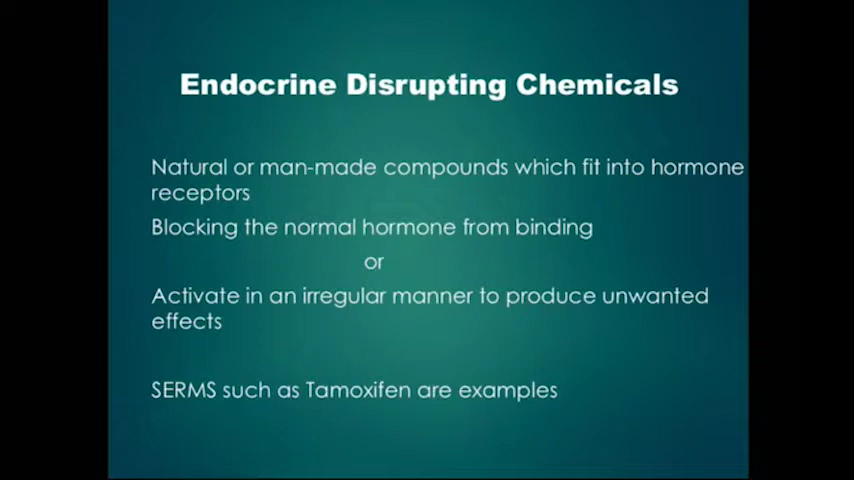 Endocrine Disrupting Chemicals
Natural or man-made compounds which fit into hormone
receptors
Blocking the normal hormone from binding
or
Activate in an irregular manner to produce unwanted
effects
SERMS such as Tamoxifen are examples